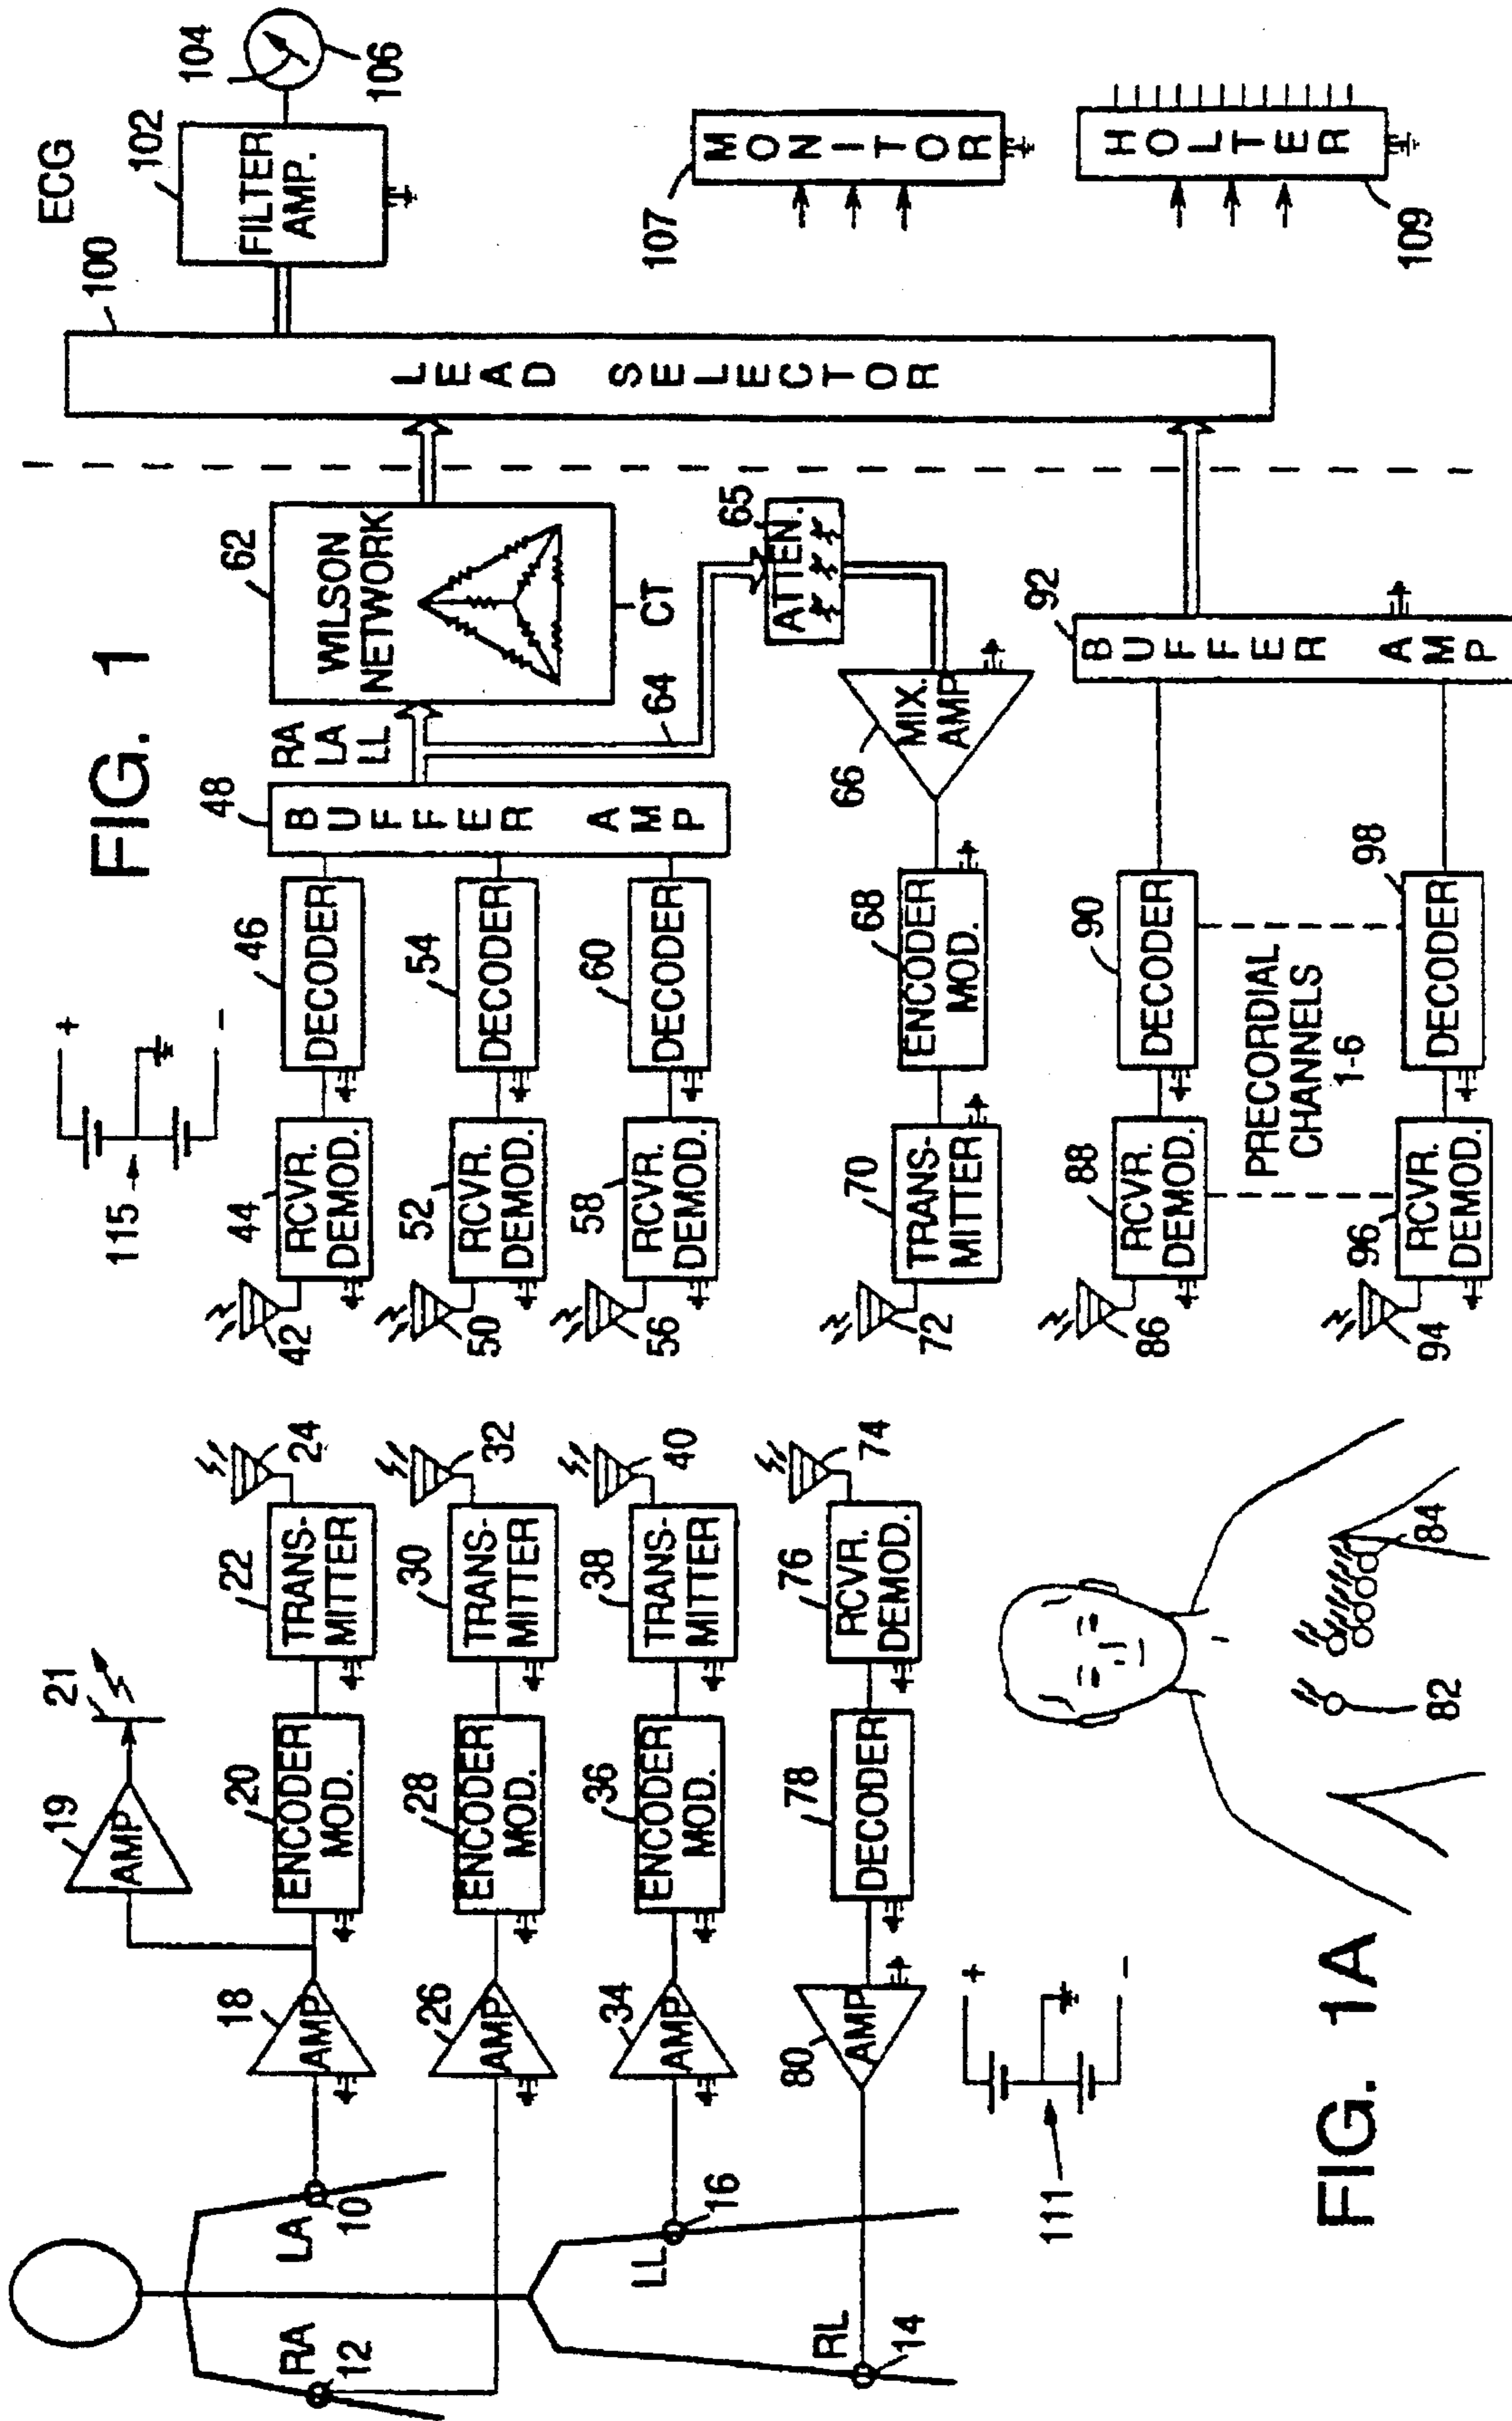 FIG. 1
ECG
19
AMP
21
18
AMP
20
ENCODER
MOD.
22
TRANS-
MITTER
24
LA
10
RA
12
26
AMP
28
ENCODER
MOD.
30
TRANS-
MITTER
32
34
AMP
36
ENCODER
MOD.
38
TRANS-
MITTER
40
LL
16
RL
14
80
AMP
78
DECODER
76
RCVR.
DEMOD.
74
111
+
-
115
+
-
42
44
RCVR.
DEMOD.
46
DECODER
50
52
RCVR.
DEMOD.
54
DECODER
56
58
RCVR.
DEMOD.
60
DECODER
48
BUFFER AMP
RA
LA
LL
62
WILSON
NETWORK
CT
64
65
ATTEN.
66
MIX.
AMP
68
ENCODER
MOD.
70
TRANS-
MITTER
72
86
88
RCVR.
DEMOD.
90
DECODER
92
BUFFER AMP
PRECORDIAL
CHANNELS
1-6
94
96
RCVR.
DEMOD.
98
DECODER
100
LEAD SELECTOR
102
FILTER
AMP.
104
106
107
MONITOR
HOLTER
109
FIG. 1A
82
84